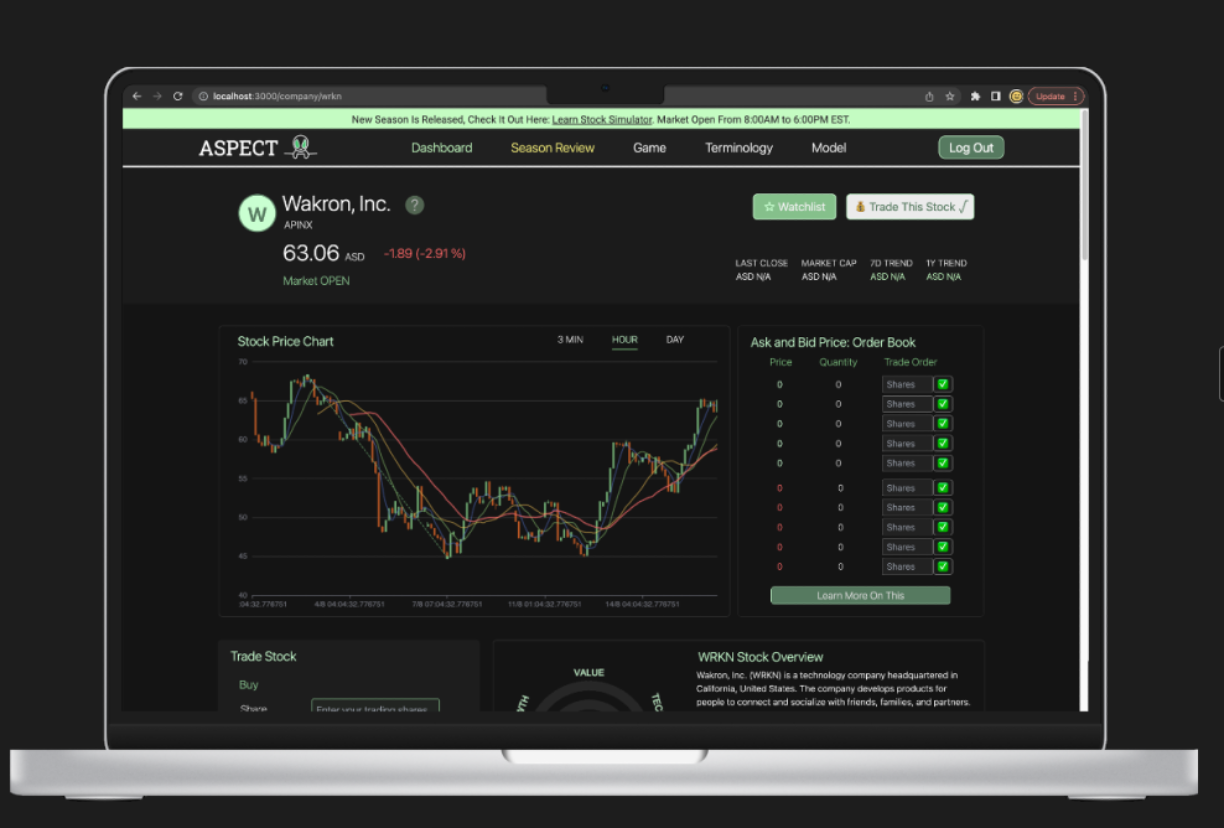 localhost:3000/company/wrkn
Update
New Season Is Released, Check It Out Here: Learn Stock Simulator. Market Open From 8:00AM to 6:00PM EST.
ASPECT Dashboard Season Review Game Terminology Model Log Out
W
Wakron, Inc. ?
APINX
☆ Watchlist
Trade This Stock √
63.06 ASD -1.89 (-2.91 %)
Market OPEN
LAST CLOSE MARKET CAP 7D TREND 1Y TREND
ASD N/A ASD N/A ASD N/A ASD N/A
Stock Price Chart 3 MIN HOUR DAY
70
65
60
55
50
45
40
:04:32.776751 4/8 04:04:32.776751 7/8 07:04:32.776751 11/8 01:04:32.776751 14/8 04:04:32.776751
Ask and Bid Price: Order Book
Price Quantity Trade Order
0 0 Shares
0 0 Shares
0 0 Shares
0 0 Shares
0 0 Shares
0 0 Shares
0 0 Shares
0 0 Shares
0 0 Shares
0 0 Shares
Learn More On This
Trade Stock
Buy
Share Enter your trading shares
VALUE
TEC
WRKN Stock Overview
Wakron, Inc. (WRKN) is a technology company headquartered in
California, United States. The company develops products for
people to connect and socialize with friends, families, and partners.